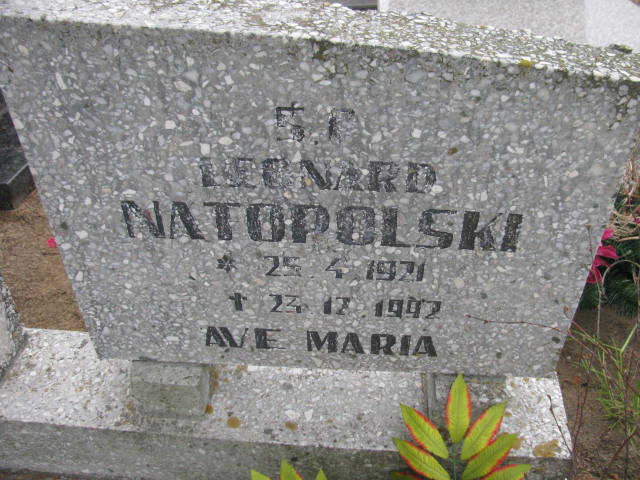 Ś.P.
LEONARD
NATOPOLSKI
* 25.4.1921
✝ 23.12.1992
AVE MARIA